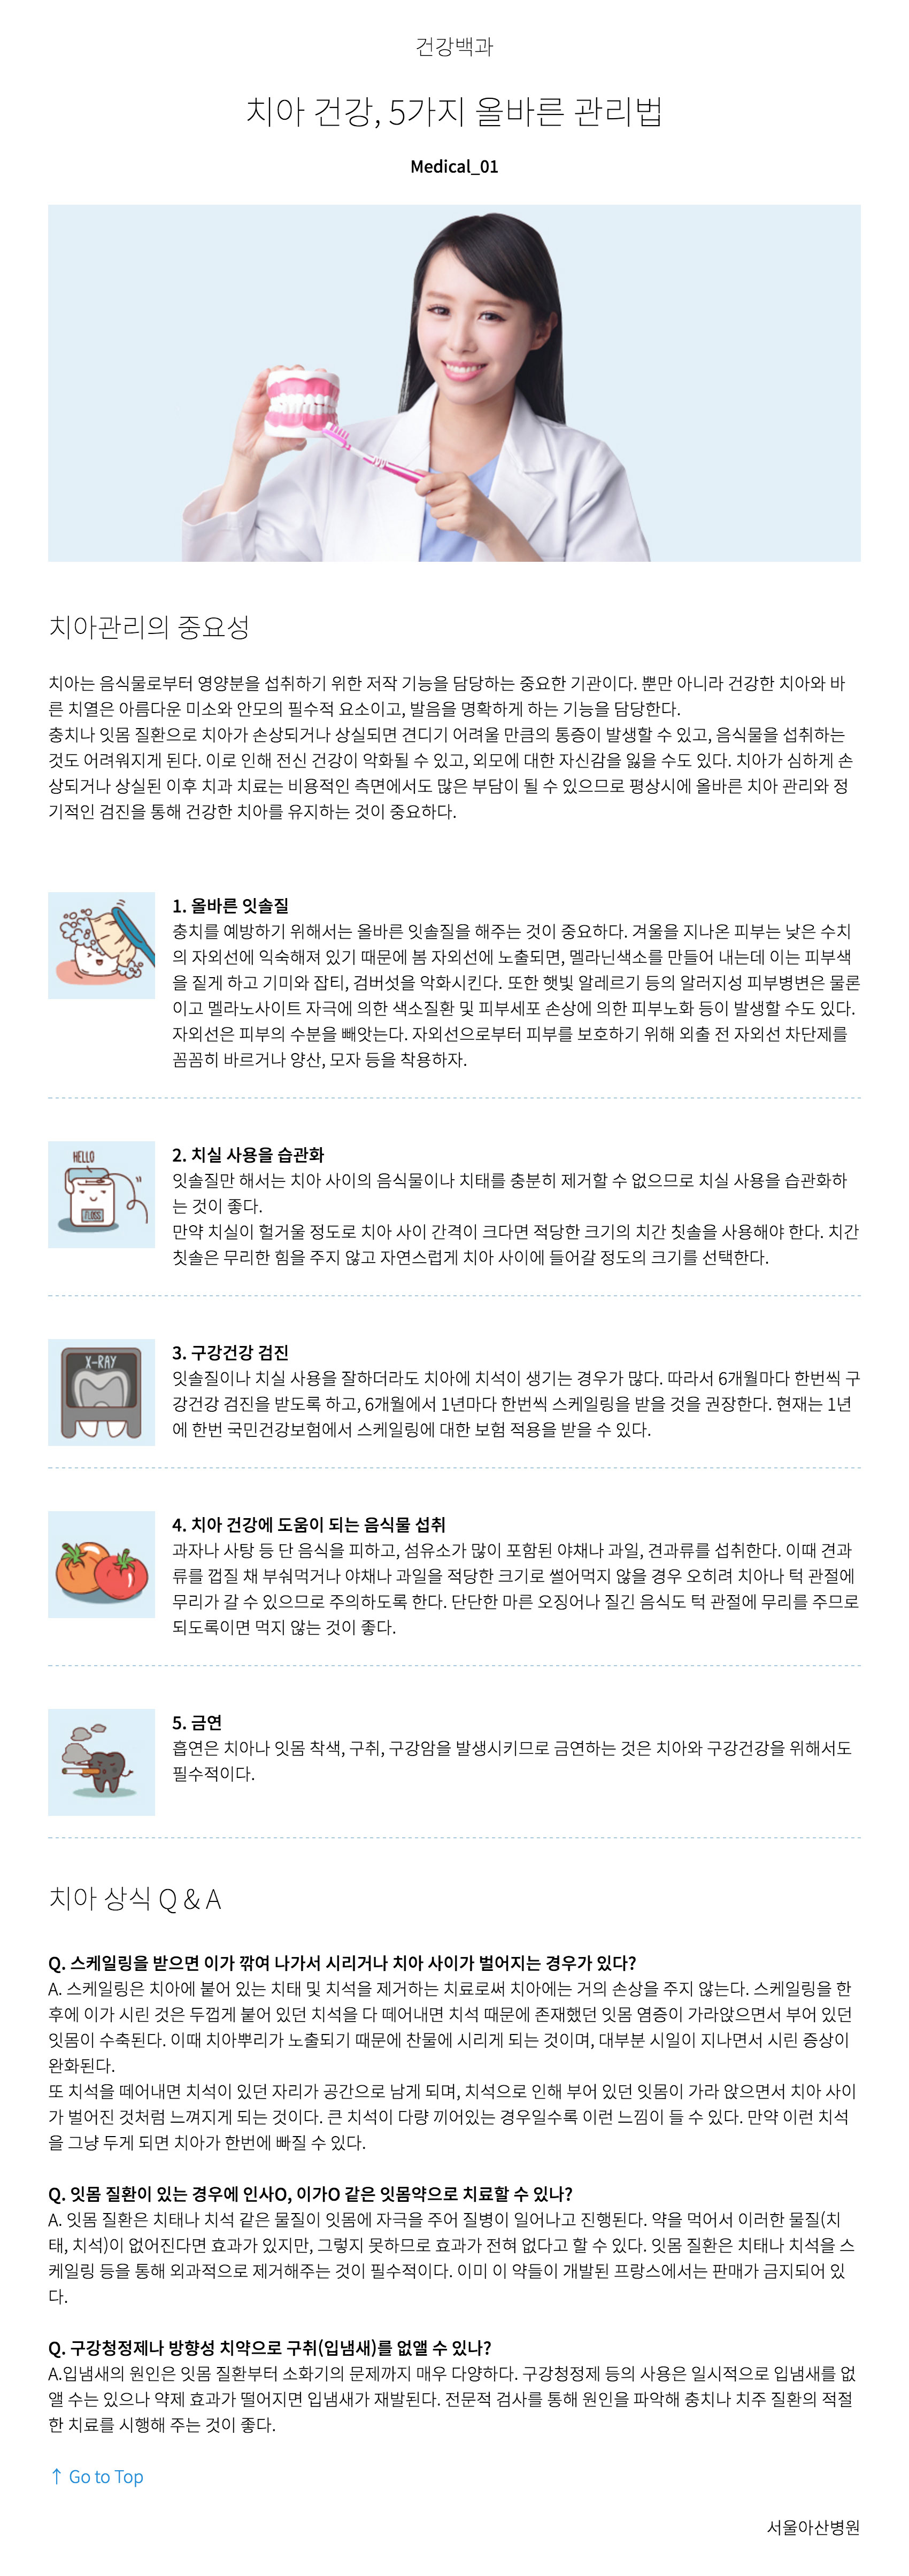 건강백과
치아 건강, 5가지 올바른 관리법
Medical_01
치아관리의 중요성
치아는 음식물로부터 영양분을 섭취하기 위한 저작 기능을 담당하는 중요한 기관이다. 뿐만 아니라 건강한 치아와 바
른 치열은 아름다운 미소와 안모의 필수적 요소이고, 발음을 명확하게 하는 기능을 담당한다.
충치나 잇몸 질환으로 치아가 손상되거나 상실되면 견디기 어려울 만큼의 통증이 발생할 수 있고, 음식물을 섭취하는
것도 어려워지게 된다. 이로 인해 전신 건강이 악화될 수 있고, 외모에 대한 자신감을 잃을 수도 있다. 치아가 심하게 손
상되거나 상실된 이후 치과 치료는 비용적인 측면에서도 많은 부담이 될 수 있으므로 평상시에 올바른 치아 관리와 정
기적인 검진을 통해 건강한 치아를 유지하는 것이 중요하다.
1. 올바른 잇솔질
충치를 예방하기 위해서는 올바른 잇솔질을 해주는 것이 중요하다. 겨울을 지나온 피부는 낮은 수치
의 자외선에 익숙해져 있기 때문에 봄 자외선에 노출되면, 멜라닌색소를 만들어 내는데 이는 피부색
을 짙게 하고 기미와 잡티, 검버섯을 악화시킨다. 또한 햇빛 알레르기 등의 알러지성 피부병변은 물론
이고 멜라노사이트 자극에 의한 색소질환 및 피부세포 손상에 의한 피부노화 등이 발생할 수도 있다.
자외선은 피부의 수분을 빼앗는다. 자외선으로부터 피부를 보호하기 위해 외출 전 자외선 차단제를
꼼꼼히 바르거나 양산, 모자 등을 착용하자.
HELLO
FLOSS
2. 치실 사용을 습관화
잇솔질만 해서는 치아 사이의 음식물이나 치태를 충분히 제거할 수 없으므로 치실 사용을 습관화하
는 것이 좋다.
만약 치실이 헐거울 정도로 치아 사이 간격이 크다면 적당한 크기의 치간 칫솔을 사용해야 한다. 치간
칫솔은 무리한 힘을 주지 않고 자연스럽게 치아 사이에 들어갈 정도의 크기를 선택한다.
X-RAY
3. 구강건강 검진
잇솔질이나 치실 사용을 잘하더라도 치아에 치석이 생기는 경우가 많다. 따라서 6개월마다 한번씩 구
강건강 검진을 받도록 하고, 6개월에서 1년마다 한번씩 스케일링을 받을 것을 권장한다. 현재는 1년
에 한번 국민건강보험에서 스케일링에 대한 보험 적용을 받을 수 있다.
4. 치아 건강에 도움이 되는 음식물 섭취
과자나 사탕 등 단 음식을 피하고, 섬유소가 많이 포함된 야채나 과일, 견과류를 섭취한다. 이때 견과
류를 껍질 채 부숴먹거나 야채나 과일을 적당한 크기로 썰어먹지 않을 경우 오히려 치아나 턱 관절에
무리가 갈 수 있으므로 주의하도록 한다. 단단한 마른 오징어나 질긴 음식도 턱 관절에 무리를 주므로
되도록이면 먹지 않는 것이 좋다.
5. 금연
흡연은 치아나 잇몸 착색, 구취, 구강암을 발생시키므로 금연하는 것은 치아와 구강건강을 위해서도
필수적이다.
치아 상식 Q & A
Q. 스케일링을 받으면 이가 깎여 나가서 시리거나 치아 사이가 벌어지는 경우가 있다?
A. 스케일링은 치아에 붙어 있는 치태 및 치석을 제거하는 치료로써 치아에는 거의 손상을 주지 않는다. 스케일링을 한
후에 이가 시린 것은 두껍게 붙어 있던 치석을 다 떼어내면 치석 때문에 존재했던 잇몸 염증이 가라앉으면서 부어 있던
잇몸이 수축된다. 이때 치아뿌리가 노출되기 때문에 찬물에 시리게 되는 것이며, 대부분 시일이 지나면서 시린 증상이
완화된다.
또 치석을 떼어내면 치석이 있던 자리가 공간으로 남게 되며, 치석으로 인해 부어 있던 잇몸이 가라 앉으면서 치아 사이
가 벌어진 것처럼 느껴지게 되는 것이다. 큰 치석이 다량 끼어있는 경우일수록 이런 느낌이 들 수 있다. 만약 이런 치석
을 그냥 두게 되면 치아가 한번에 빠질 수 있다.
Q. 잇몸 질환이 있는 경우에 인사O, 이가O 같은 잇몸약으로 치료할 수 있나?
A. 잇몸 질환은 치태나 치석 같은 물질이 잇몸에 자극을 주어 질병이 일어나고 진행된다. 약을 먹어서 이러한 물질(치
태, 치석)이 없어진다면 효과가 있지만, 그렇지 못하므로 효과가 전혀 없다고 할 수 있다. 잇몸 질환은 치태나 치석을 스
케일링 등을 통해 외과적으로 제거해주는 것이 필수적이다. 이미 이 약들이 개발된 프랑스에서는 판매가 금지되어 있
다.
Q. 구강청정제나 방향성 치약으로 구취(입냄새)를 없앨 수 있나?
A.입냄새의 원인은 잇몸 질환부터 소화기의 문제까지 매우 다양하다. 구강청정제 등의 사용은 일시적으로 입냄새를 없
앨 수는 있으나 약제 효과가 떨어지면 입냄새가 재발된다. 전문적 검사를 통해 원인을 파악해 충치나 치주 질환의 적절
한 치료를 시행해 주는 것이 좋다.
↑ Go to Top
서울아산병원